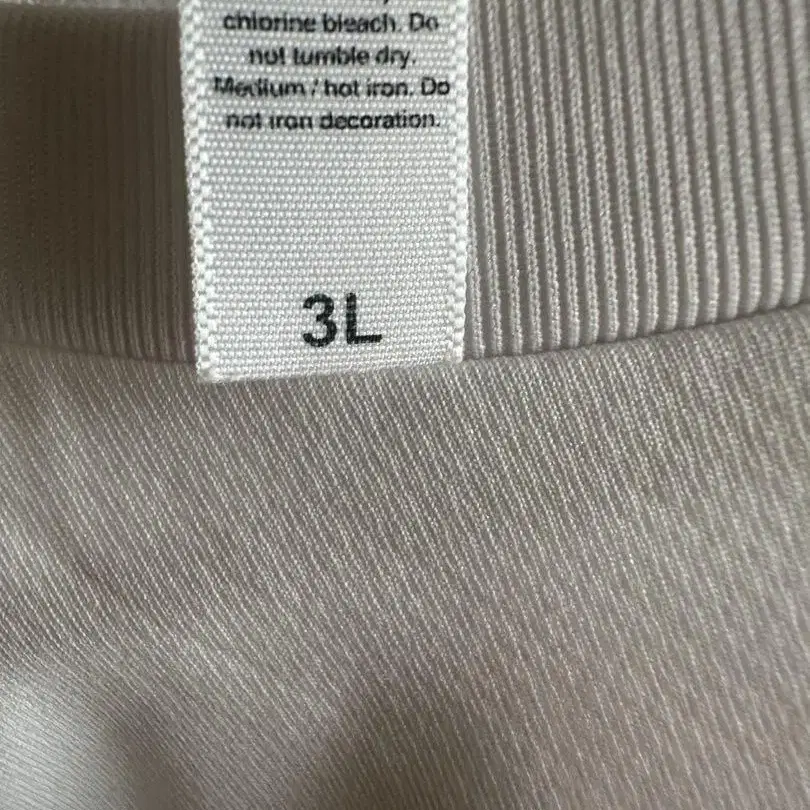 chlorine bleach. Do
not tumble dry.
Medium / hot iron. Do
not iron decoration.
3L